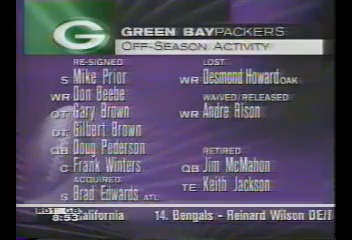 G
GREEN BAY PACKERS
OFF-SEASON ACTIVITY
RE-SIGNED
S Mike Prior
WR Don Beebe
OT Gary Brown
DT Gilbert Brown
QB Doug Pederson
C Frank Winters
ACQUIRED
S Brad Edwards ATL
LOST
WR Desmond Howard OAK
WAIVED/RELEASED
WR Andre Rison
RETIRED
QB Jim McMahon
TE Keith Jackson
8:53
California 14. Bengals - Reinard Wilson DE/